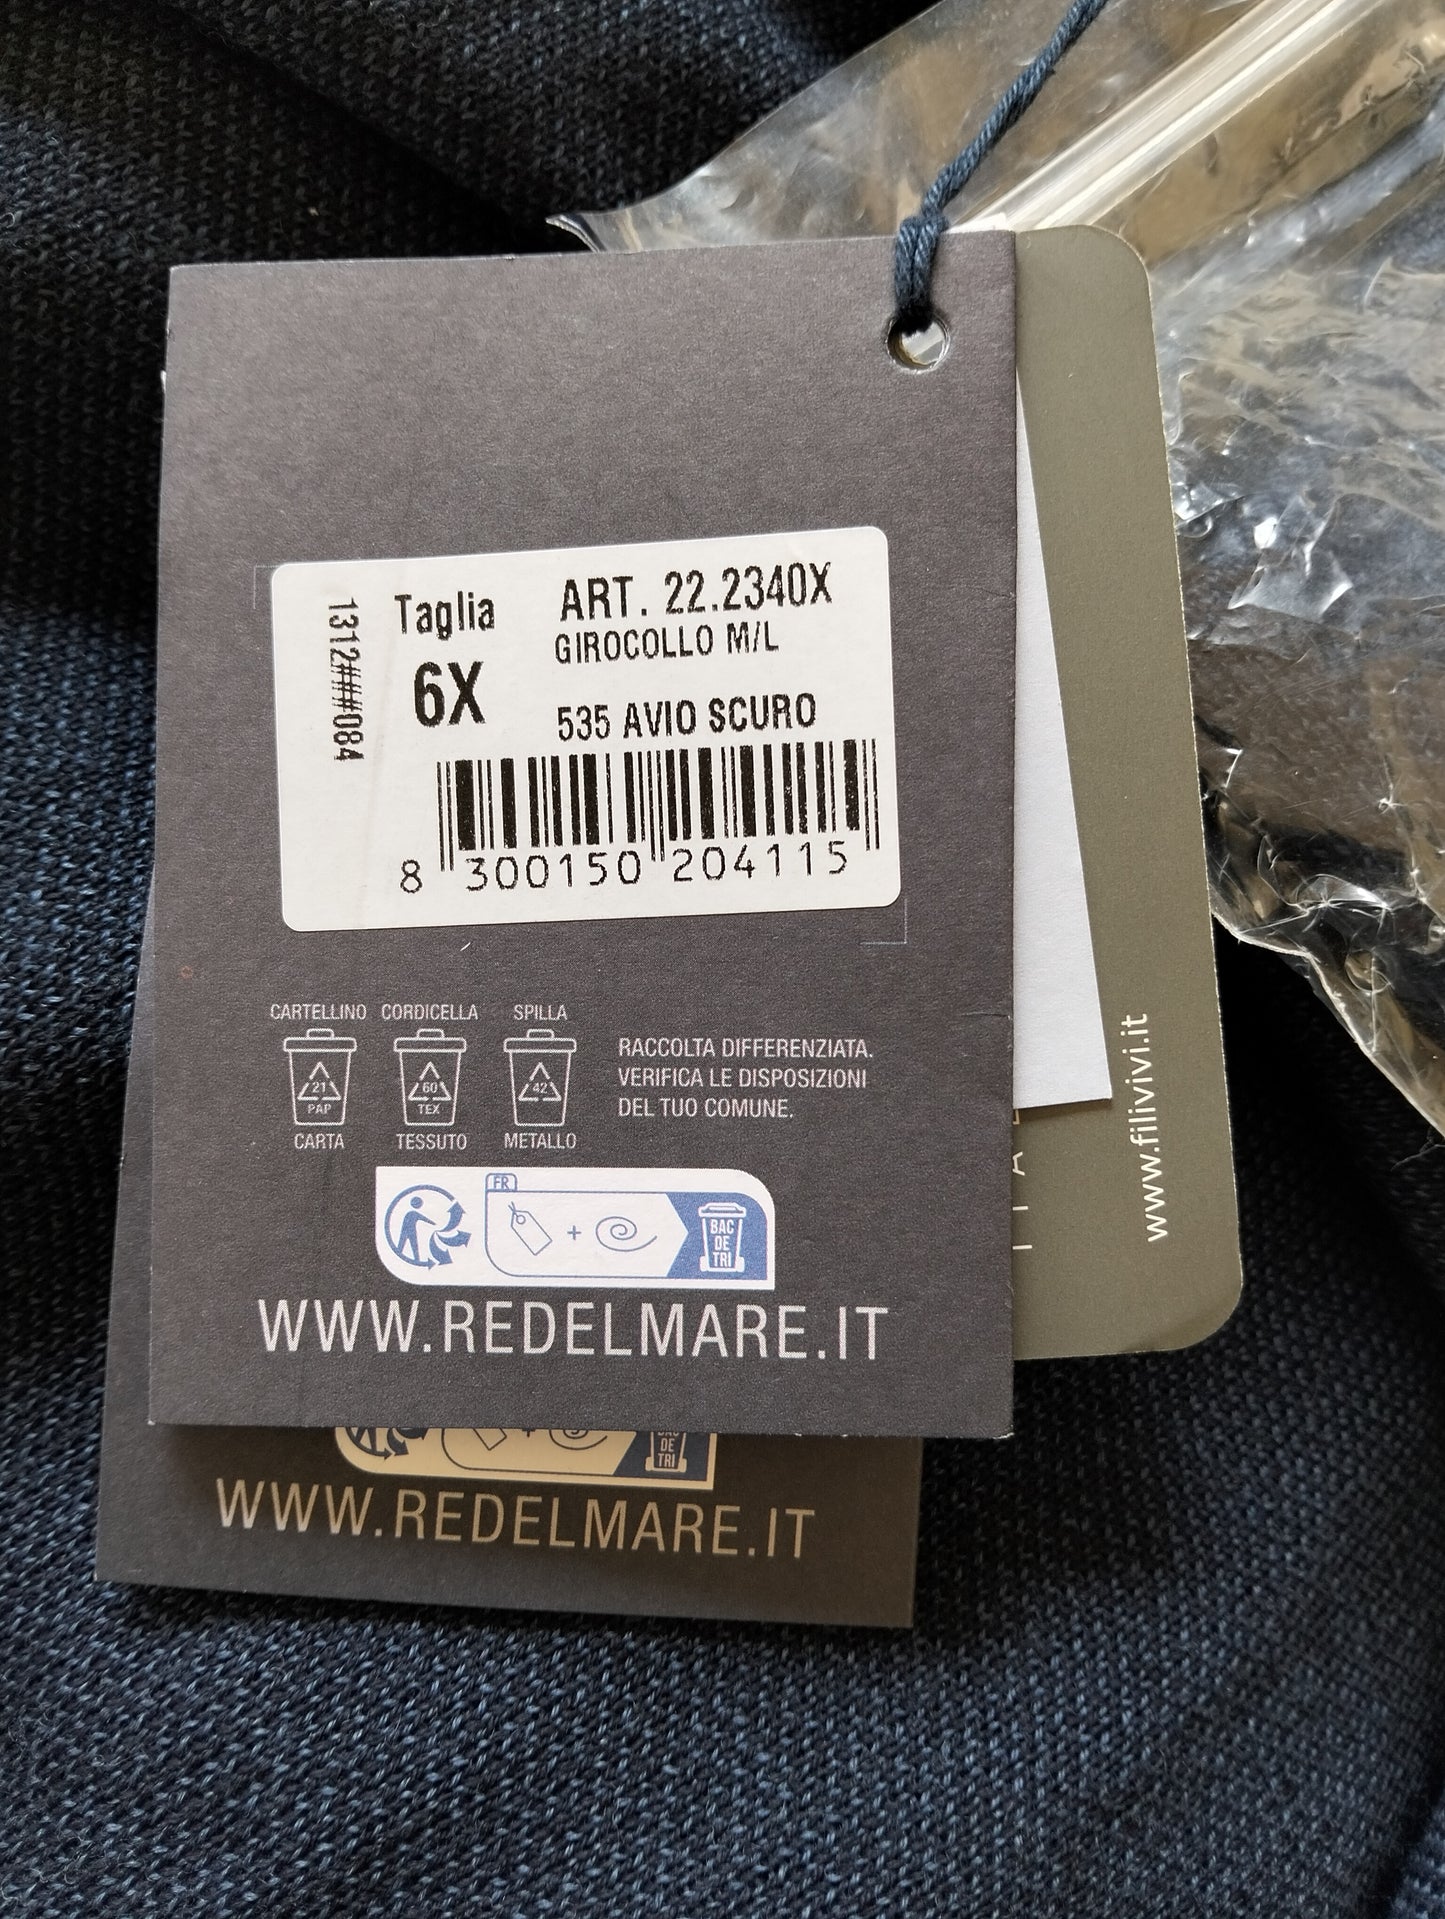 1312###084
Taglia
6X
ART. 22.2340X
GIROCOLLO M/L
535 AVIO SCURO
8 300150 204115
CARTELLINO CORDICELLA SPILLA
21 60 42
PAP TEX
CARTA TESSUTO METALLO
RACCOLTA DIFFERENZIATA.
VERIFICA LE DISPOSIZIONI
DEL TUO COMUNE.
FR
+
BAC
DE
TRI
WWW.REDELMARE.IT
+
DE
TRI
WWW.REDELMARE.IT
www.filivivi.it